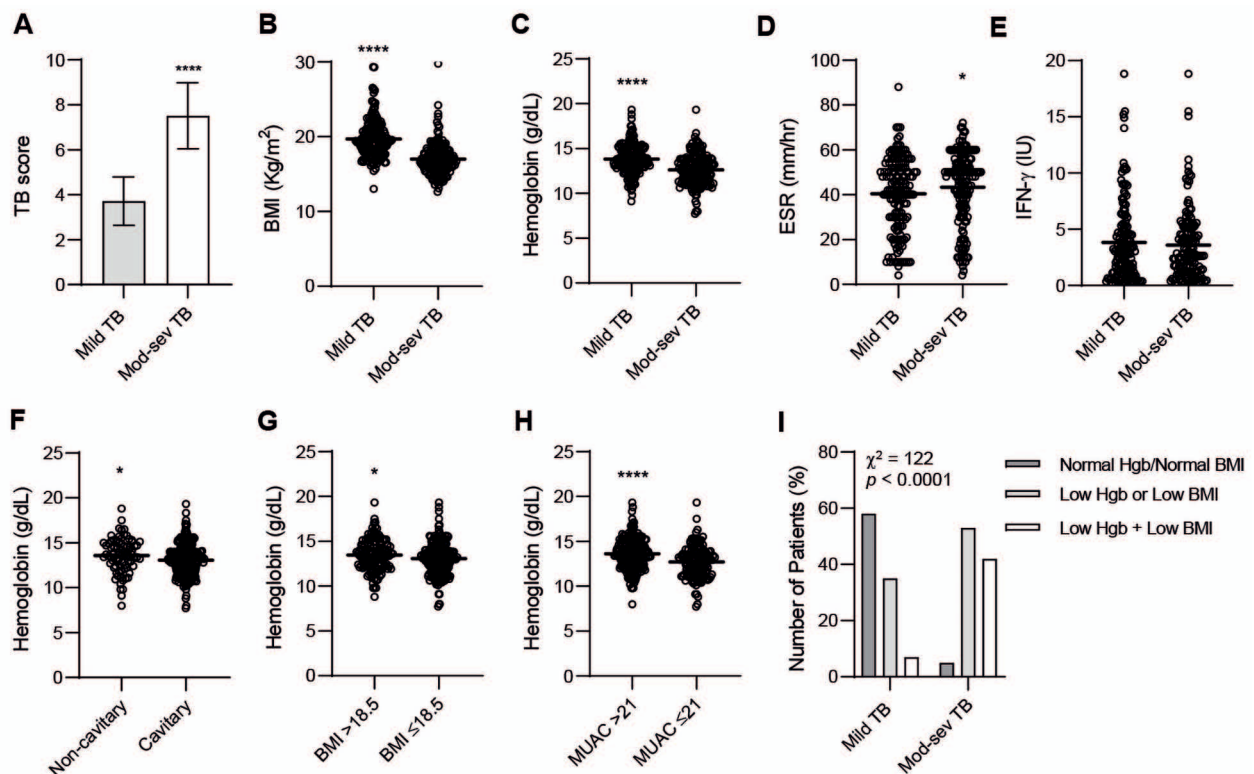 A
TB score
10
8
6
4
2
0
****
Mild TB
Mod-sev TB
B
BMI (Kg/m²)
30
20
10
0
****
Mild TB
Mod-sev TB
C
Hemoglobin (g/dL)
25
20
15
10
5
0
****
Mild TB
Mod-sev TB
D
ESR (mm/hr)
100
80
60
40
20
0
*
Mild TB
Mod-sev TB
E
IFN-γ (IU)
20
15
10
5
0
Mild TB
Mod-sev TB
F
Hemoglobin (g/dL)
25
20
15
10
5
0
*
Non-cavitary
Cavitary
G
Hemoglobin (g/dL)
25
20
15
10
5
0
*
BMI >18.5
BMI ≤18.5
H
Hemoglobin (g/dL)
25
20
15
10
5
0
****
MUAC >21
MUAC ≤21
I
Number of Patients (%)
80
60
40
20
0
χ² = 122
p < 0.0001
Mild TB
Mod-sev TB
Normal Hgb/Normal BMI
Low Hgb or Low BMI
Low Hgb + Low BMI